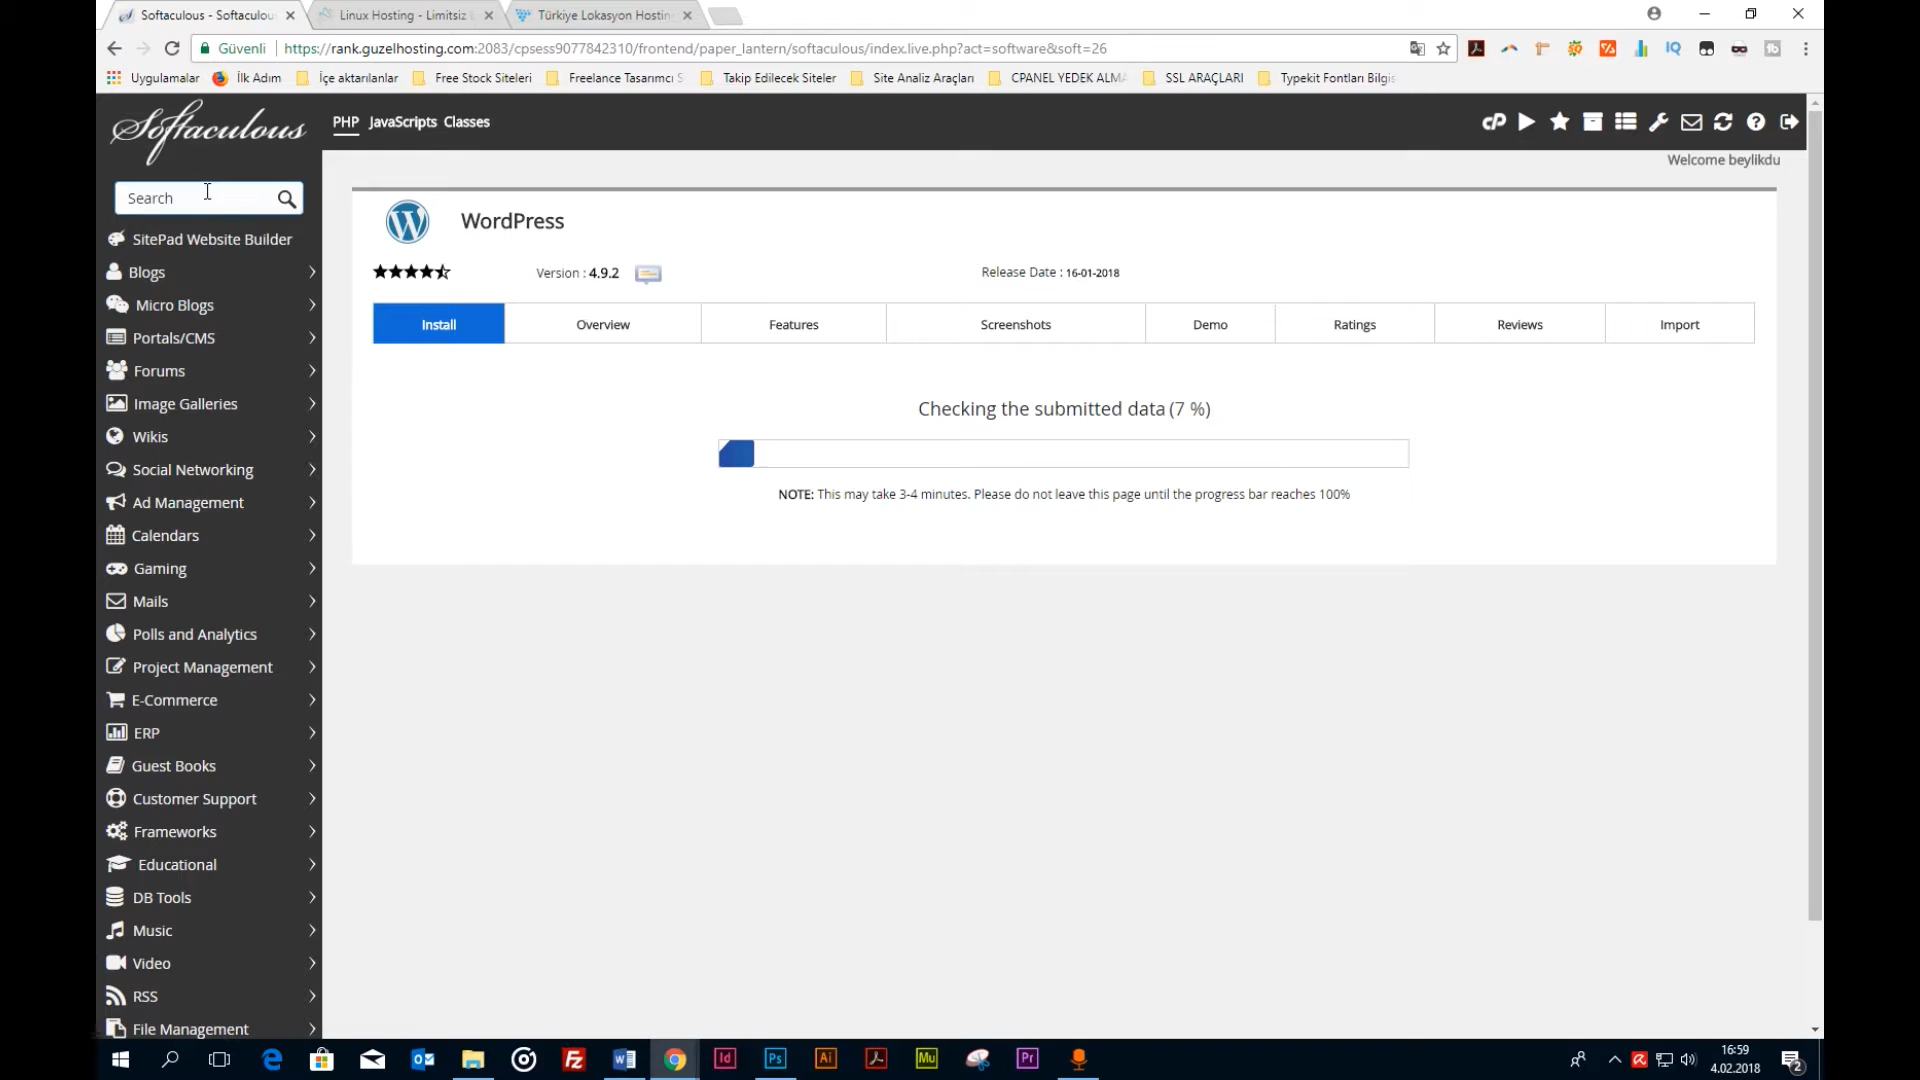 Softaculous - Softaculou
Linux Hosting - Limitsiz
Türkiye Lokasyon Hosting
Güvenli
https://rank.guzelhosting.com:2083/cpsess9077842310/frontend/paper_lantern/softaculous/index.live.php?act=software&soft=26
Uygulamalar
İlk Adım
İçe aktarılanlar
Free Stock Siteleri
Freelance Tasarımcı S
Takip Edilecek Siteler
Site Analiz Araçları
CPANEL YEDEK ALMA
SSL ARAÇLARI
Typekit Fontları Bilgis
Softaculous
PHP JavaScripts Classes
Welcome beylikdu
Search
SitePad Website Builder
Blogs
Micro Blogs
Portals/CMS
Forums
Image Galleries
Wikis
Social Networking
Ad Management
Calendars
Gaming
Mails
Polls and Analytics
Project Management
E-Commerce
ERP
Guest Books
Customer Support
Frameworks
Educational
DB Tools
Music
Video
RSS
File Management
WordPress
Version : 4.9.2
Release Date : 16-01-2018
Install
Overview
Features
Screenshots
Demo
Ratings
Reviews
Import
Checking the submitted data (7 %)
NOTE: This may take 3-4 minutes. Please do not leave this page until the progress bar reaches 100%
16:59
4.02.2018